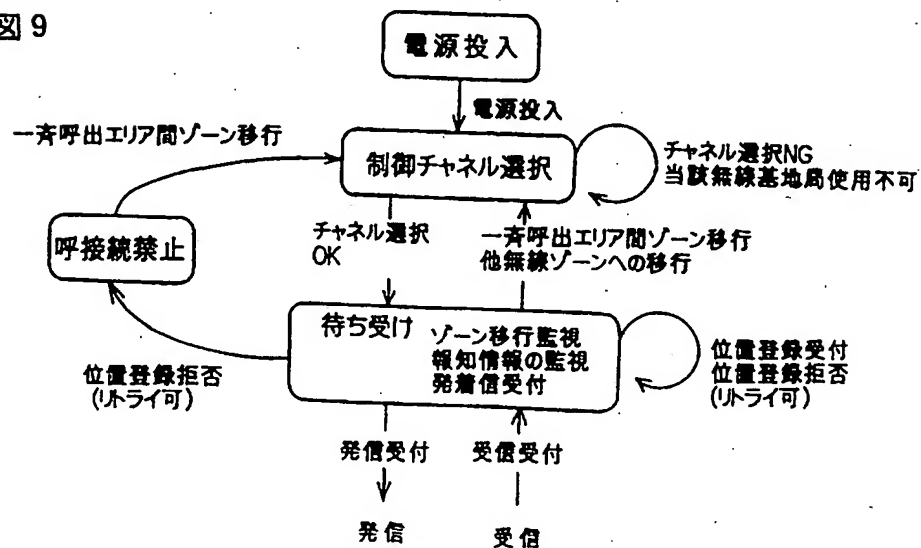 図9
電源投入
電源投入
一斉呼出エリア間ゾーン移行
制御チャネル選択
チャネル選択NG
当該無線基地局使用不可
チャネル選択
OK
一斉呼出エリア間ゾーン移行
他無線ゾーンへの移行
呼接続禁止
待ち受け
ゾーン移行監視
報知情報の監視
発着信受付
位置登録受付
位置登録拒否
(リトライ可)
位置登録拒否
(リトライ可)
発信受付
受信受付
発信
受信